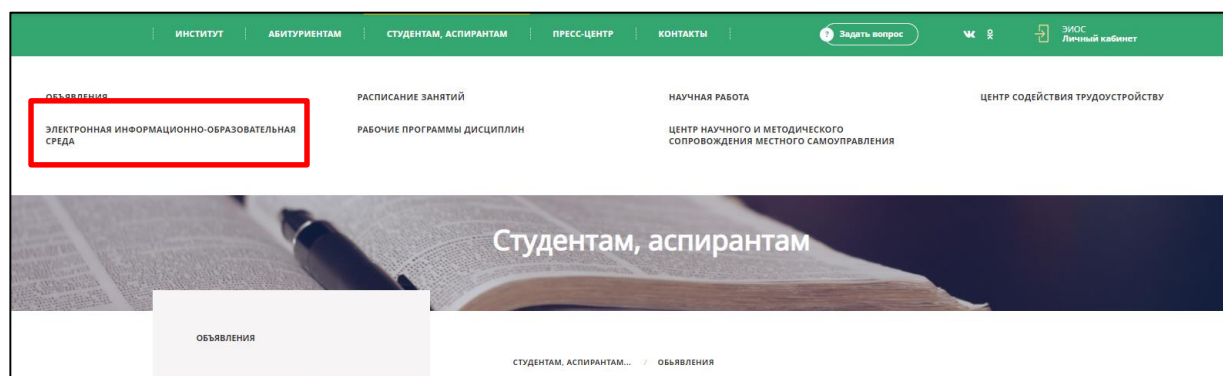 ИНСТИТУТ АБИТУРИЕНТАМ СТУДЕНТАМ, АСПИРАНТАМ ПРЕСС-ЦЕНТР КОНТАКТЫ ? Задать вопрос ЭИОС
Личный кабинет
ОБЪЯВЛЕНИЯ РАСПИСАНИЕ ЗАНЯТИЙ НАУЧНАЯ РАБОТА ЦЕНТР СОДЕЙСТВИЯ ТРУДОУСТРОЙСТВУ
ЭЛЕКТРОННАЯ ИНФОРМАЦИОННО-ОБРАЗОВАТЕЛЬНАЯ
СРЕДА
РАБОЧИЕ ПРОГРАММЫ ДИСЦИПЛИН
ЦЕНТР НАУЧНОГО И МЕТОДИЧЕСКОГО
СОПРОВОЖДЕНИЯ МЕСТНОГО САМОУПРАВЛЕНИЯ
Студентам, аспирантам
ОБЪЯВЛЕНИЯ
СТУДЕНТАМ, АСПИРАНТАМ... / ОБЪЯВЛЕНИЯ